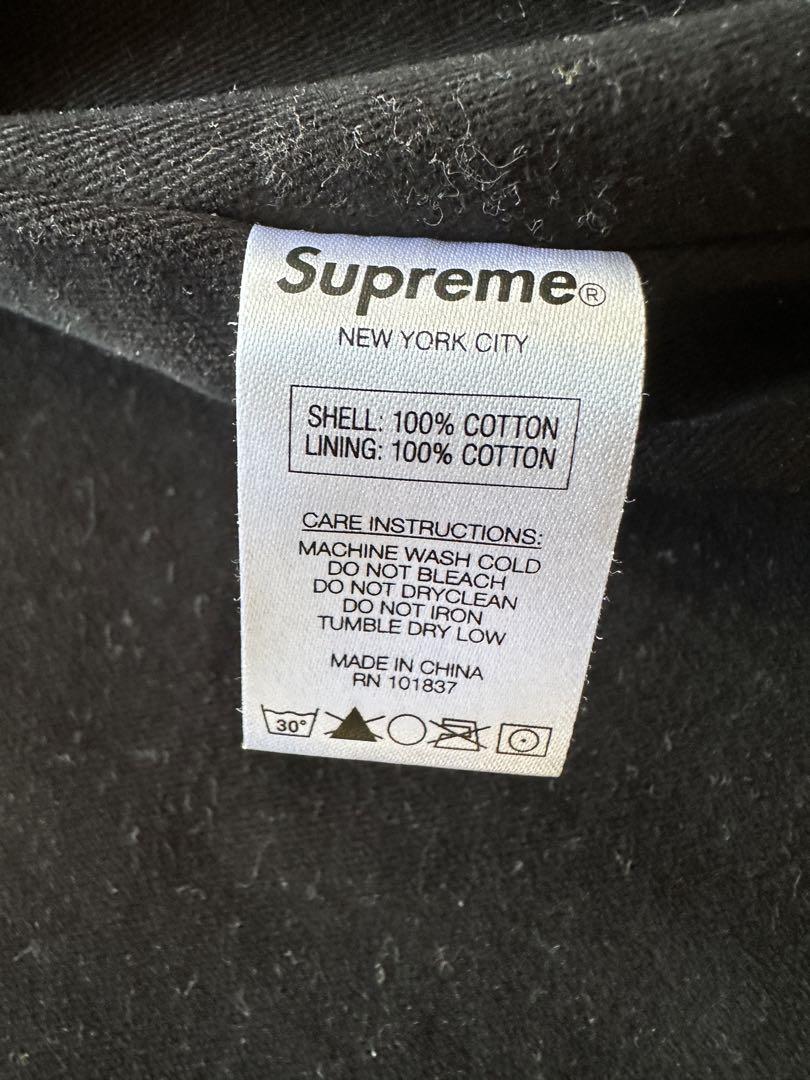 Supreme®
NEW YORK CITY
SHELL: 100% COTTON
LINING: 100% COTTON
CARE INSTRUCTIONS:
MACHINE WASH COLD
DO NOT BLEACH
DO NOT DRYCLEAN
DO NOT IRON
TUMBLE DRY LOW
MADE IN CHINA
RN 101837
30°